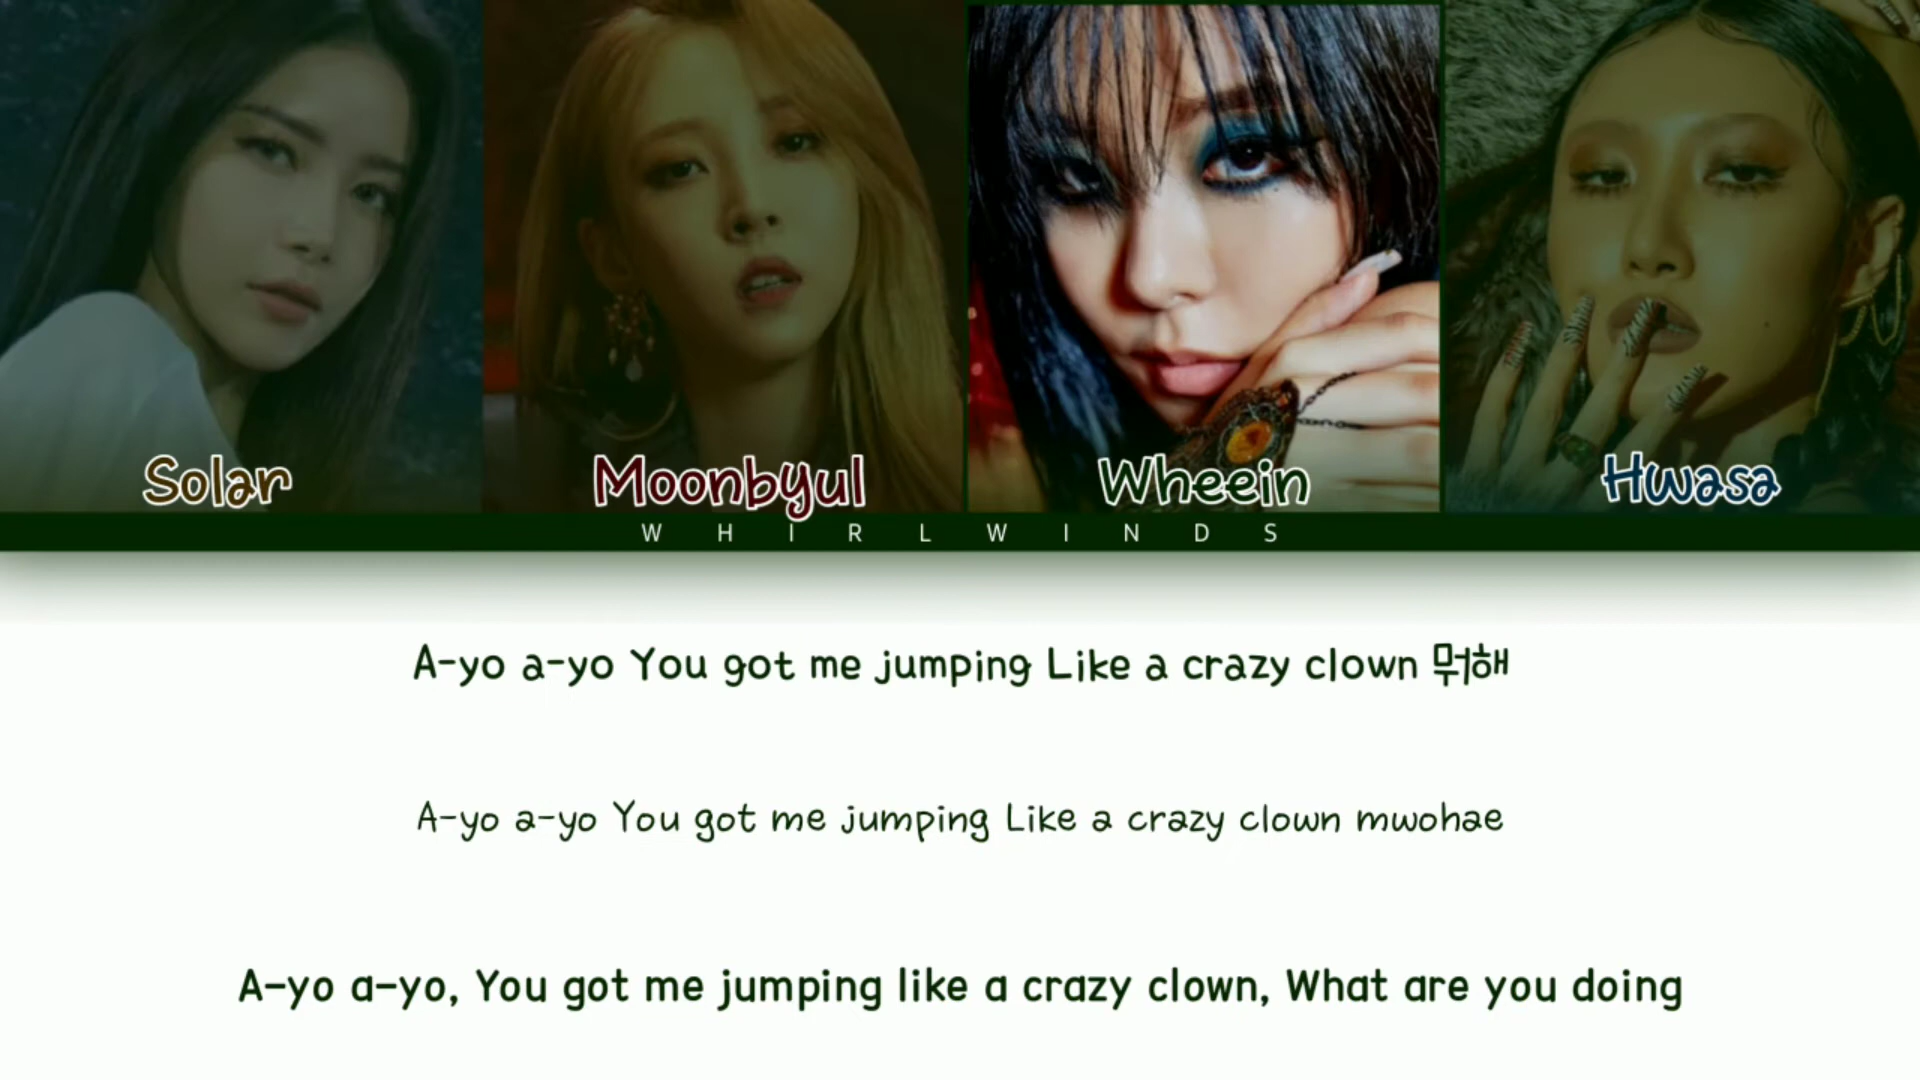 Solar
Moonbyul
Wheein
Hwasa
WHIRLWINDS
A-yo a-yo You got me jumping Like a crazy clown 뭐해
A-yo a-yo You got me jumping Like a crazy clown mwohae
A-yo a-yo, You got me jumping like a crazy clown, What are you doing